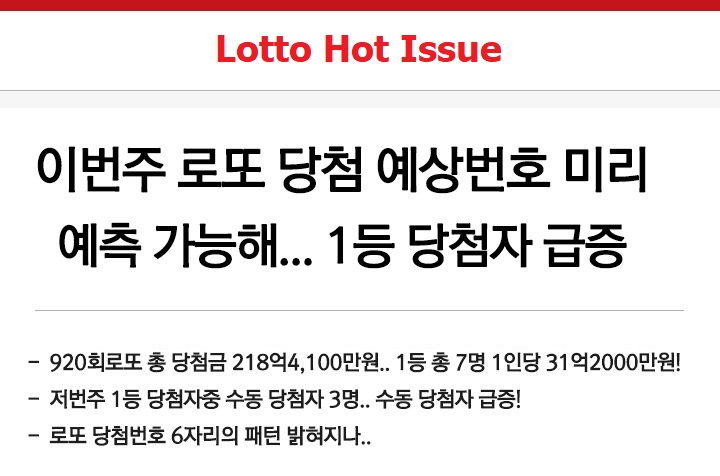 Lotto Hot Issue
이번주 로또 당첨 예상번호 미리
예측 가능해... 1등 당첨자 급증
- 920회로또 총 당첨금 218억4,100만원.. 1등 총 7명 1인당 31억2000만원!
- 저번주 1등 당첨자중 수동 당첨자 3명.. 수동 당첨자 급증!
- 로또 당첨번호 6자리의 패턴 밝혀지나..